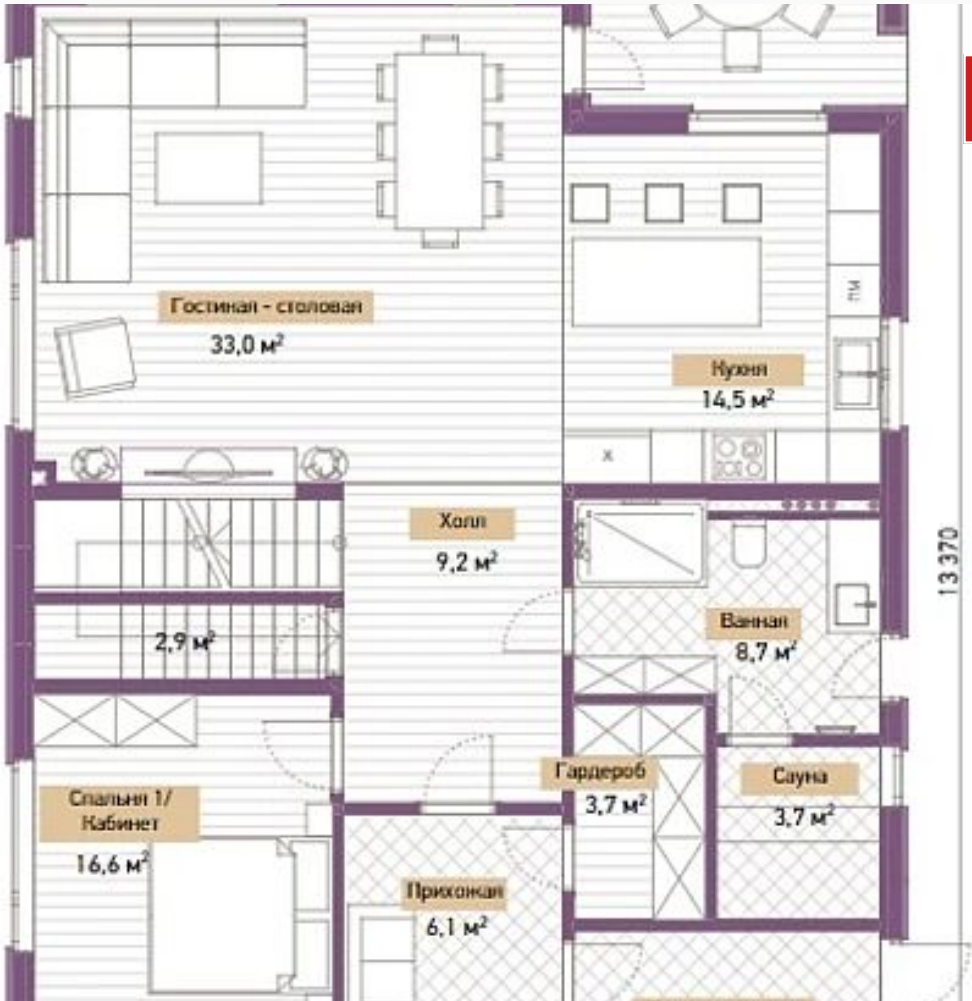 ПМ
Гостиная - столовая
33,0 м²
Кухня
14,5 м²
X
Холл
9,2 м²
13 370
Ванная
8,7 м²
2,9 м²
Гардероб
3,7 м²
Сауна
3,7 м²
Спальня 1/
Кабинет
16,6 м²
Прихожая
6,1 м²